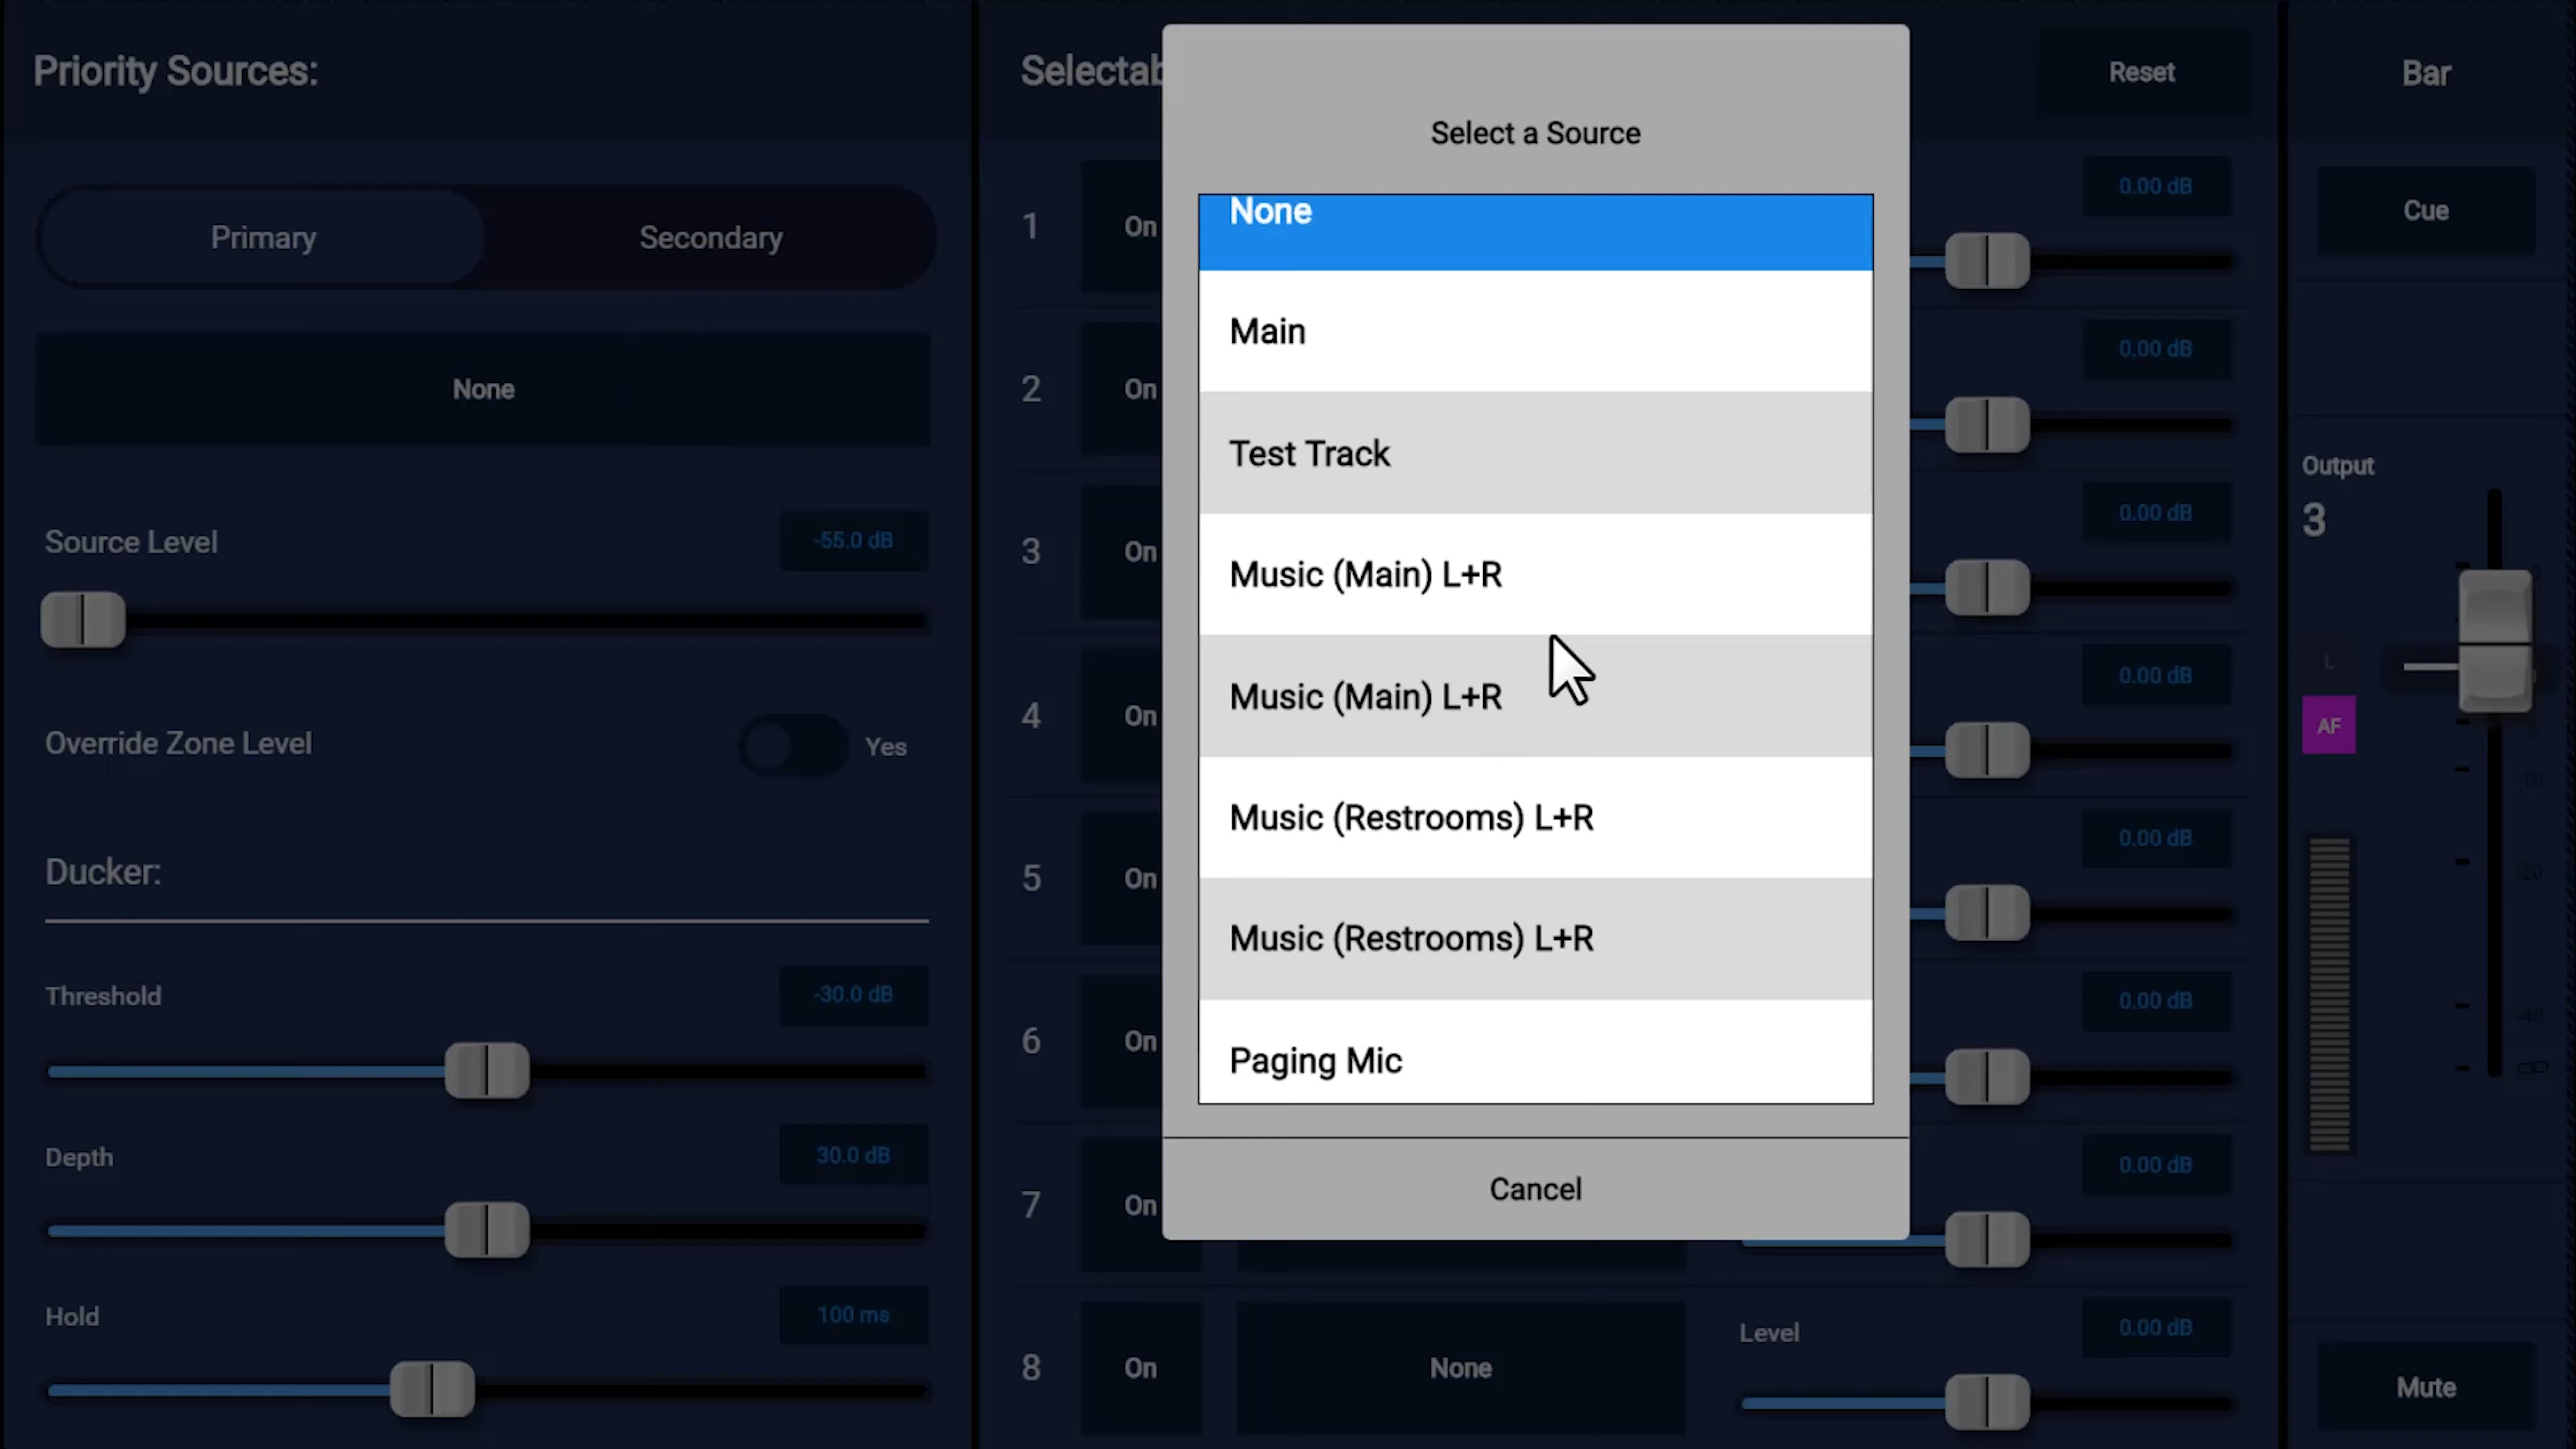 Priority Sources:
Primary
Secondary
None
Source Level
-55.0 dB
Override Zone Level
Yes
Ducker:
Threshold
-30.0 dB
Depth
30.0 dB
Hold
100 ms
Selectab
Reset
1
On
0.00 dB
2
On
0.00 dB
3
On
0.00 dB
4
On
0.00 dB
5
On
0.00 dB
6
On
0.00 dB
7
On
0.00 dB
8
On
None
Level
0.00 dB
Select a Source
None
Main
Test Track
Music (Main) L+R
Music (Main) L+R
Music (Restrooms) L+R
Music (Restrooms) L+R
Paging Mic
Cancel
Bar
Cue
Output
3
L
AF
-10
-20
-40
Mute